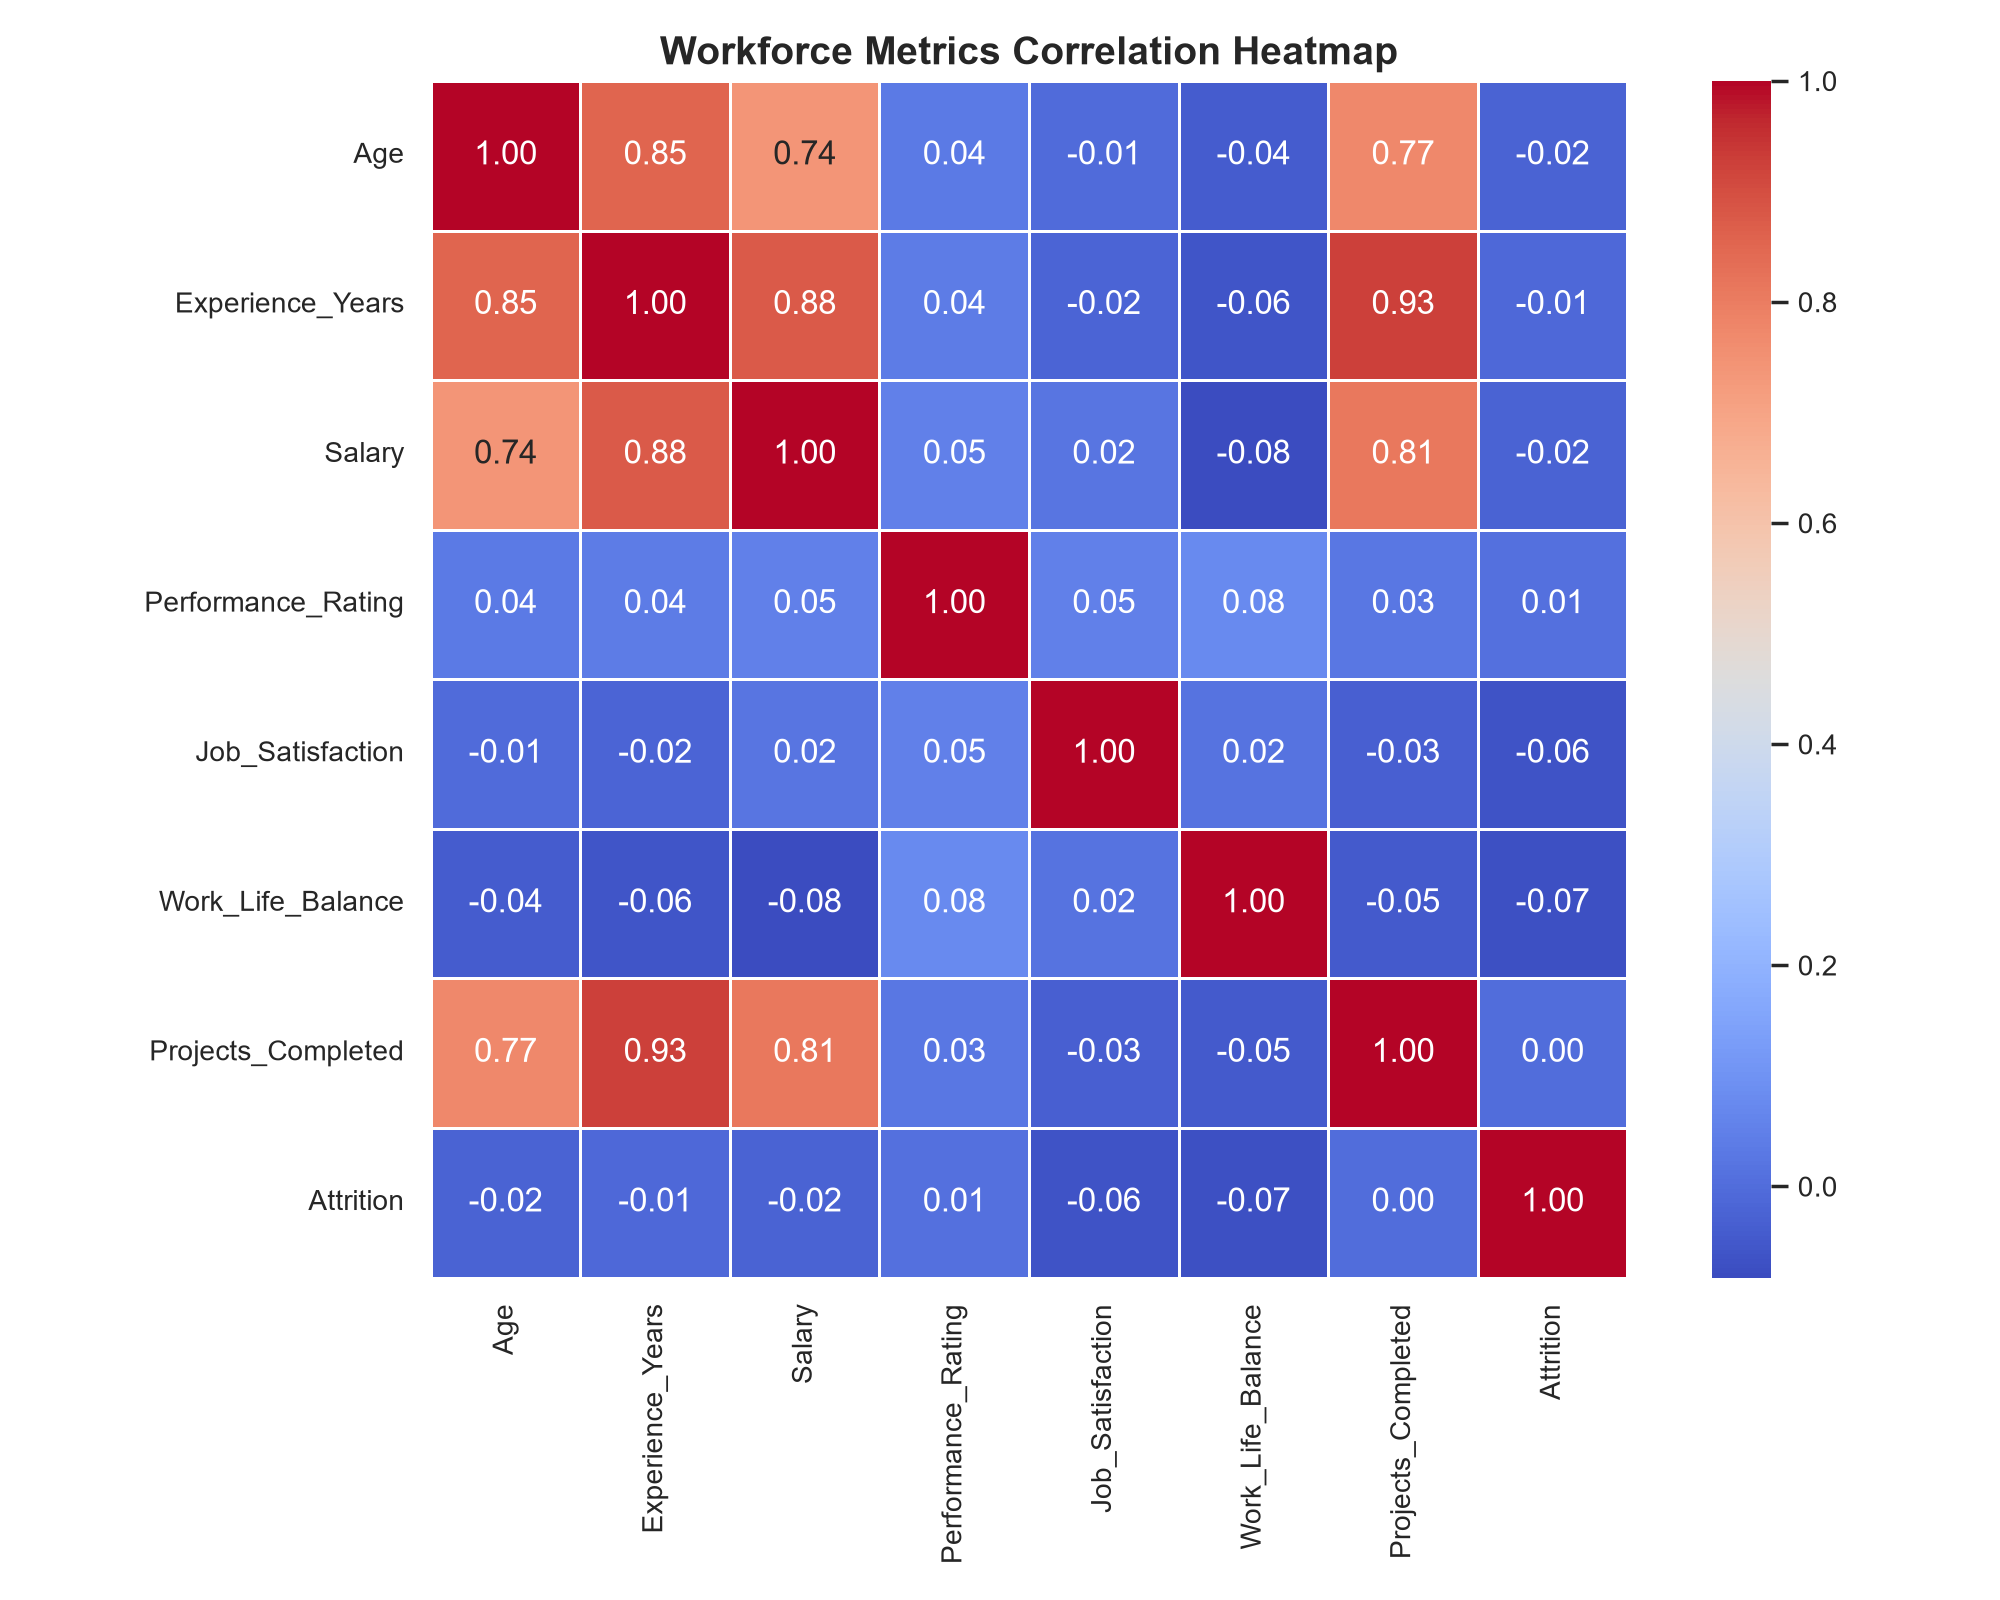 Workforce Metrics Correlation Heatmap
1.0
Age 1.00 0.85 0.74 0.04 -0.01 -0.04 0.77 -0.02
Experience_Years 0.85 1.00 0.88 0.04 -0.02 -0.06 0.93 -0.01
0.8
Salary 0.74 0.88 1.00 0.05 0.02 -0.08 0.81 -0.02
0.6
Performance_Rating 0.04 0.04 0.05 1.00 0.05 0.08 0.03 0.01
Job_Satisfaction -0.01 -0.02 0.02 0.05 1.00 0.02 -0.03 -0.06
0.4
Work_Life_Balance -0.04 -0.06 -0.08 0.08 0.02 1.00 -0.05 -0.07
0.2
Projects_Completed 0.77 0.93 0.81 0.03 -0.03 -0.05 1.00 0.00
Attrition -0.02 -0.01 -0.02 0.01 -0.06 -0.07 0.00 1.00
0.0
Age
Experience_Years
Salary
Performance_Rating
Job_Satisfaction
Work_Life_Balance
Projects_Completed
Attrition